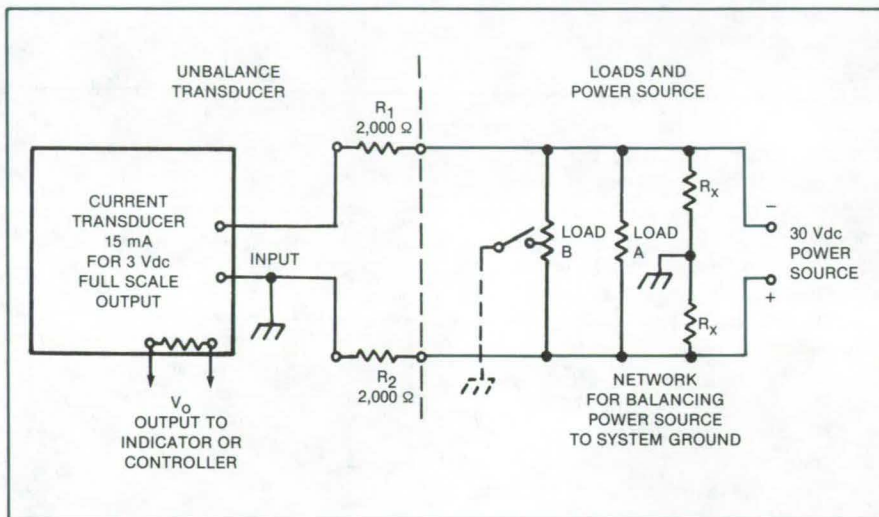 UNBALANCE
TRANSDUCER
LOADS AND
POWER SOURCE
R1
2,000 Ω
CURRENT
TRANSDUCER
15 mA
FOR 3 Vdc
FULL SCALE
OUTPUT
INPUT
LOAD
B
LOAD
A
RX
−
30 Vdc
POWER
SOURCE
+
RX
R2
2,000 Ω
VO
OUTPUT TO
INDICATOR OR
CONTROLLER
NETWORK
FOR BALANCING
POWER SOURCE
TO SYSTEM GROUND